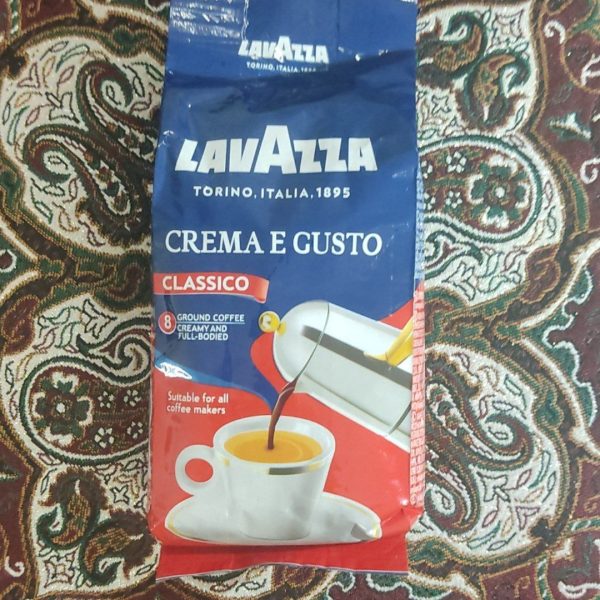 LAVAZZA
TORINO, ITALIA, 1895
LAVAZZA
TORINO, ITALIA, 1895
CREMA E GUSTO
CLASSICO
8 GROUND COFFEE
CREAMY AND
FULL-BODIED
Suitable for all
coffee makers